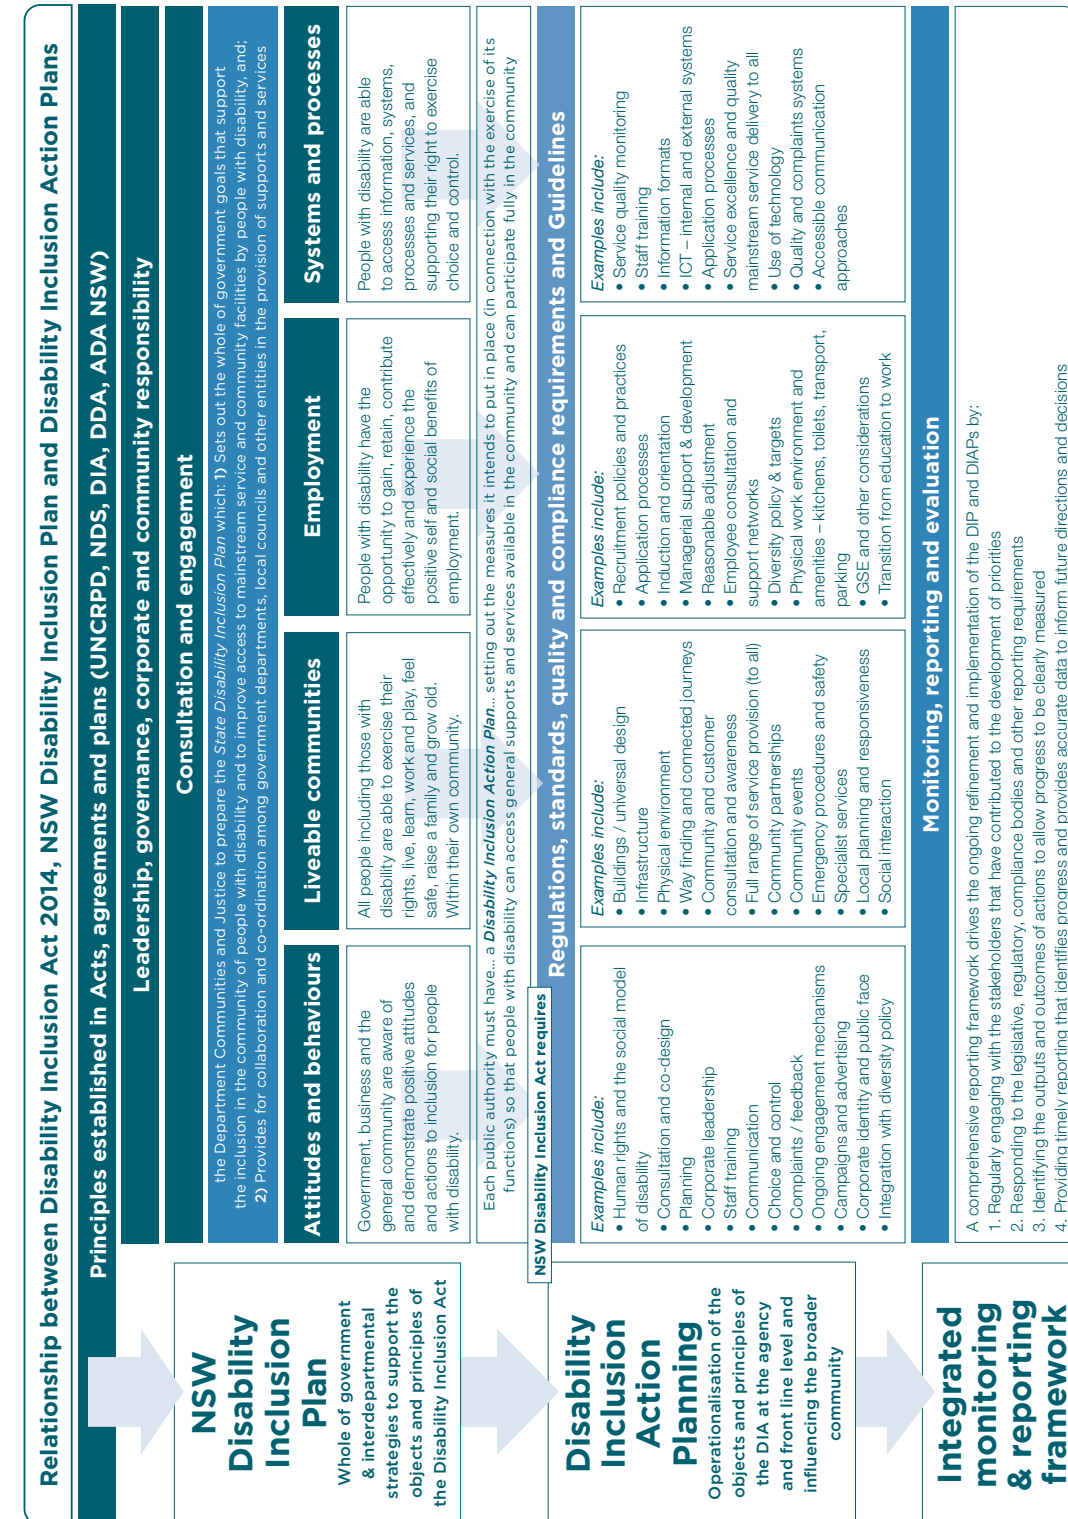 Relationship between Disability Inclusion Act 2014, NSW Disability Inclusion Plan and Disability Inclusion Action Plans
Principles established in Acts, agreements and plans (UNCRPD, NDS, DIA, DDA, ADA NSW)
Leadership, governance, corporate and community responsibility
Consultation and engagement
NSW
Disability
Inclusion
Plan
Whole of government
& interdepartmental
strategies to support the
objects and principles of
the Disability Inclusion Act
the Department Communities and Justice to prepare the State Disability Inclusion Plan which: 1) Sets out the whole of government goals that support
the inclusion in the community of people with disability and to improve access to mainstream service and community facilities by people with disability, and;
2) Provides for collaboration and co-ordination among government departments, local councils and other entities in the provision of supports and services
Attitudes and behaviours
Government, business and the
general community are aware of
and demonstrate positive attitudes
and actions to inclusion for people
with disability.
Liveable communities
All people including those with
disability are able to exercise their
rights, live, learn, work and play, feel
safe, raise a family and grow old.
Within their own community.
Employment
People with disability have the
opportunity to gain, retain, contribute
effectively and experience the
positive self and social benefits of
employment.
Systems and processes
People with disability are able
to access information, systems,
processes and services, and
supporting their right to exercise
choice and control.
Each public authority must have... a Disability Inclusion Action Plan... setting out the measures it intends to put in place (in connection with the exercise of its
functions) so that people with disability can access general supports and services available in the community and can participate fully in the community
NSW Disability Inclusion Act requires
Regulations, standards, quality and compliance requirements and Guidelines
Disability
Inclusion
Action
Planning
Operationalisation of the
objects and principles of
the DIA at the agency
and front line level and
influencing the broader
community
Examples include:
• Human rights and the social model
of disability
• Consultation and co-design
• Planning
• Corporate leadership
• Staff training
• Communication
• Choice and control
• Complaints / feedback
• Ongoing engagement mechanisms
• Campaigns and advertising
• Corporate identity and public face
• Integration with diversity policy
Examples include:
• Buildings / universal design
• Infrastructure
• Physical environment
• Way finding and connected journeys
• Community and customer
consultation and awareness
• Full range of service provision (to all)
• Community partnerships
• Community events
• Emergency procedures and safety
• Specialist services
• Local planning and responsiveness
• Social interaction
Examples include:
• Recruitment policies and practices
• Application processes
• Induction and orientation
• Managerial support & development
• Reasonable adjustment
• Employee consultation and
support networks
• Diversity policy & targets
• Physical work environment and
amenities – kitchens, toilets, transport,
parking
• GSE and other considerations
• Transition from education to work
Examples include:
• Service quality monitoring
• Staff training
• Information formats
• ICT – internal and external systems
• Application processes
• Service excellence and quality
mainstream service delivery to all
• Use of technology
• Quality and complaints systems
• Accessible communication
approaches
Monitoring, reporting and evaluation
Integrated
monitoring
& reporting
framework
A comprehensive reporting framework drives the ongoing refinement and implementation of the DIP and DIAPs by:
1. Regularly engaging with the stakeholders that have contributed to the development of priorities
2. Responding to the legislative, regulatory, compliance bodies and other reporting requirements
3. Identifying the outputs and outcomes of actions to allow progress to be clearly measured
4. Providing timely reporting that identifies progress and provides accurate data to inform future directions and decisions